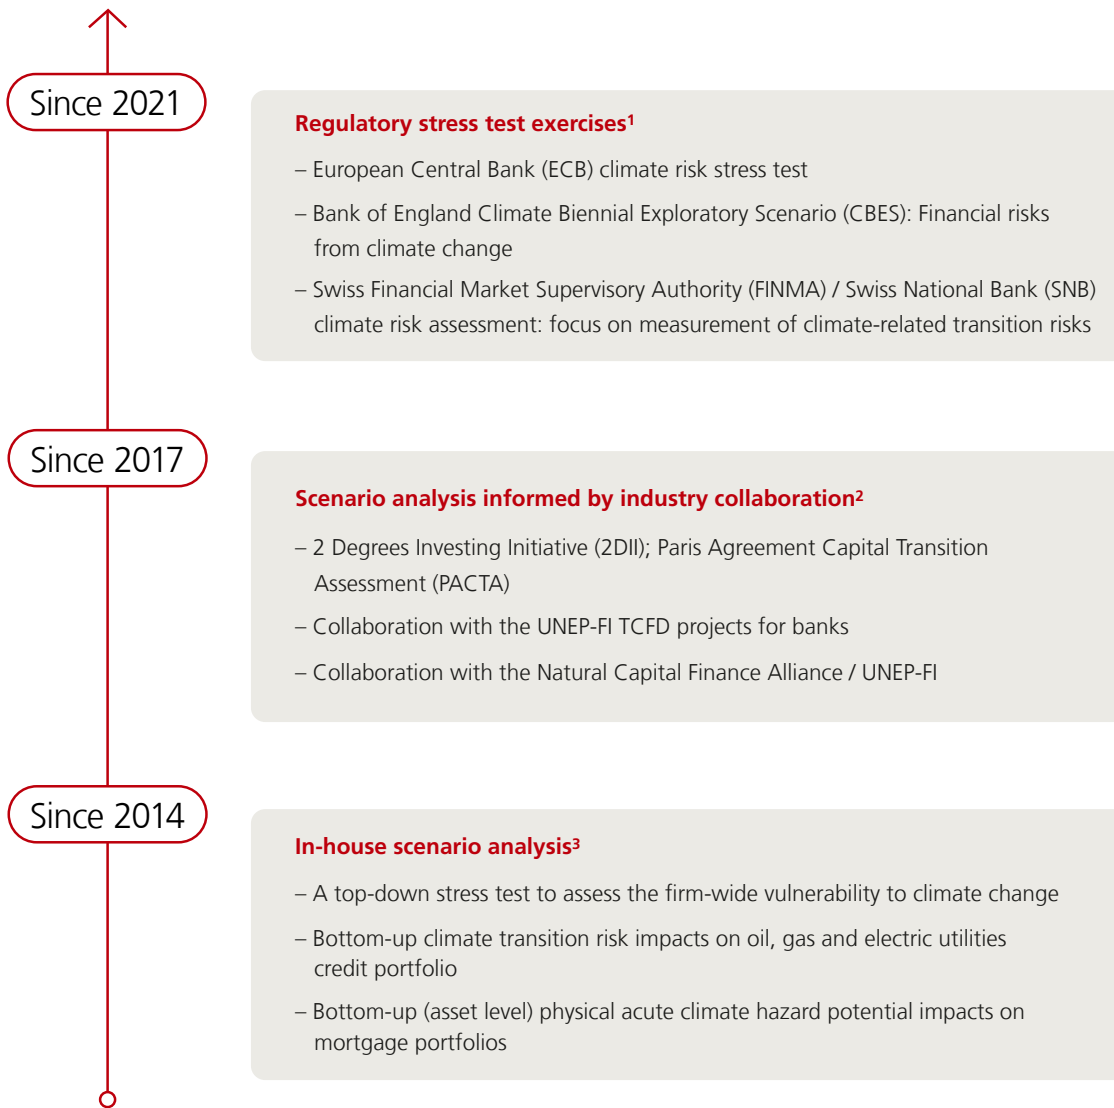 Since 2021
Regulatory stress test exercises¹
– European Central Bank (ECB) climate risk stress test
– Bank of England Climate Biennial Exploratory Scenario (CBES): Financial risks
from climate change
– Swiss Financial Market Supervisory Authority (FINMA) / Swiss National Bank (SNB)
climate risk assessment: focus on measurement of climate-related transition risks
Since 2017
Scenario analysis informed by industry collaboration²
– 2 Degrees Investing Initiative (2DII); Paris Agreement Capital Transition
Assessment (PACTA)
– Collaboration with the UNEP-FI TCFD projects for banks
– Collaboration with the Natural Capital Finance Alliance / UNEP-FI
Since 2014
In-house scenario analysis³
– A top-down stress test to assess the firm-wide vulnerability to climate change
– Bottom-up climate transition risk impacts on oil, gas and electric utilities
credit portfolio
– Bottom-up (asset level) physical acute climate hazard potential impacts on
mortgage portfolios